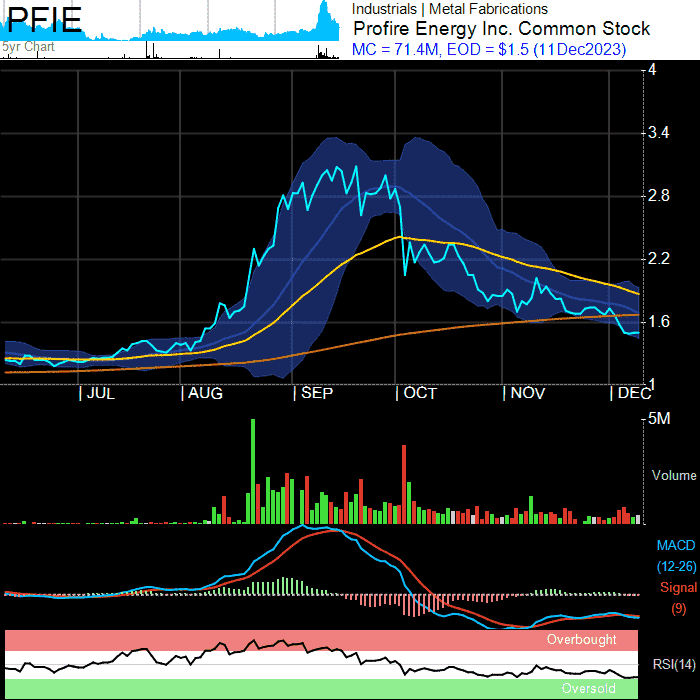 PFIE
5yr Chart
Industrials | Metal Fabrications
Profire Energy Inc. Common Stock
MC = 71.4M, EOD = $1.5 (11Dec2023)
4
3.4
2.8
2.2
1.6
1
| JUL | AUG | SEP | OCT | NOV | DEC
5M
Volume
MACD
(12-26)
Signal
(9)
Overbought
RSI(14)
Oversold